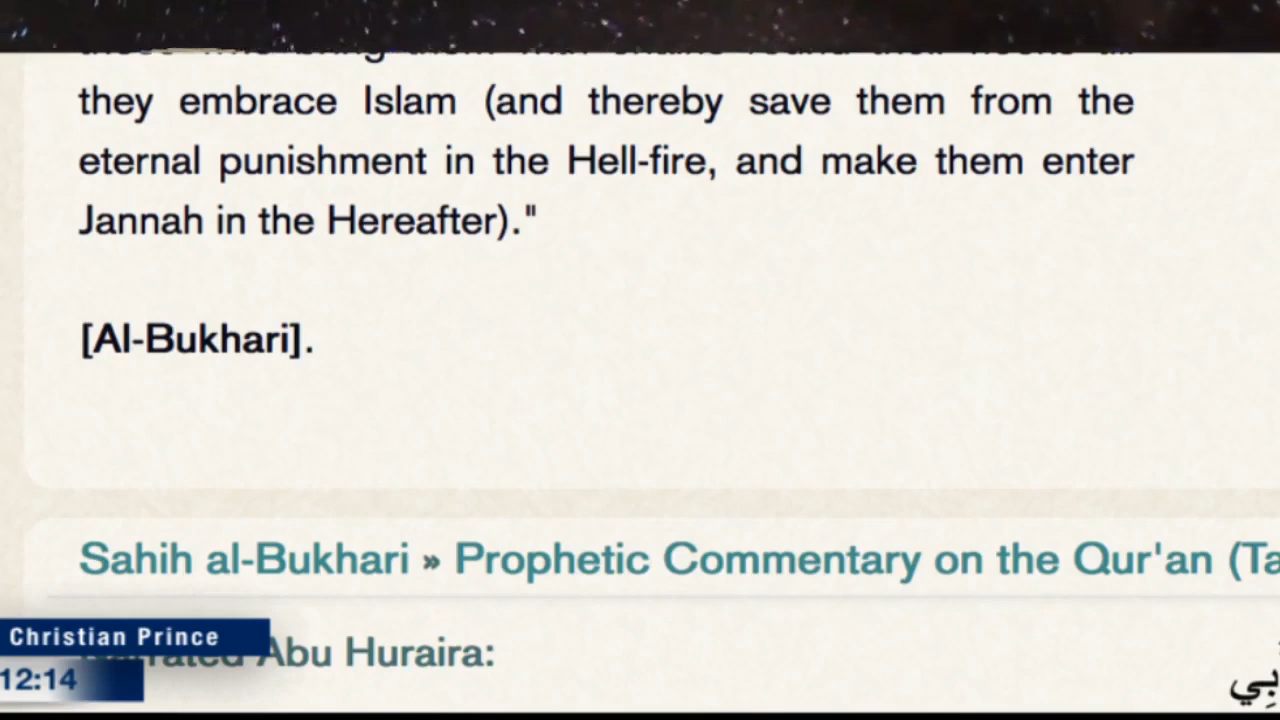 they embrace Islam (and thereby save them from the
eternal punishment in the Hell-fire, and make them enter
Jannah in the Hereafter)."
[Al-Bukhari].
Sahih al-Bukhari » Prophetic Commentary on the Qur'an (Ta
Christian Prince
Abu Huraira:
12:14